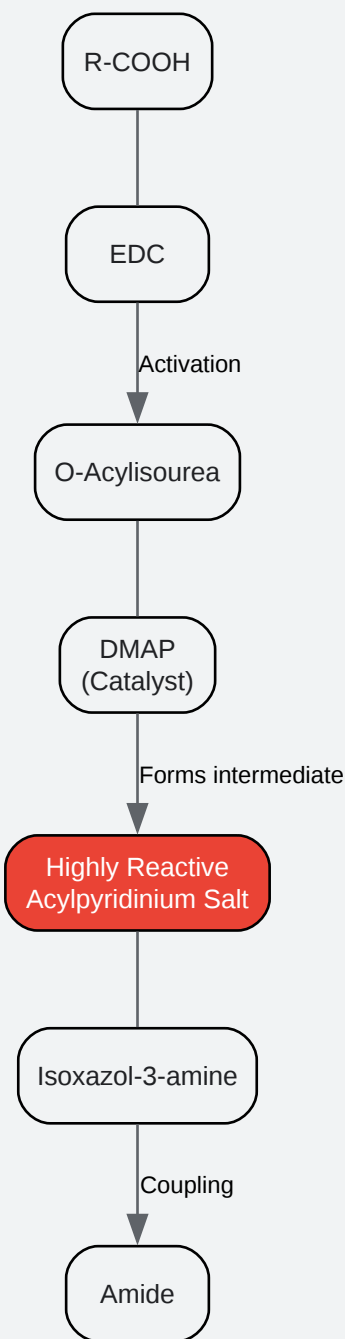 R-COOH
EDC
Activation
O-Acylisourea
DMAP
(Catalyst)
Forms intermediate
Highly Reactive
Acylpyridinium Salt
Isoxazol-3-amine
Coupling
Amide